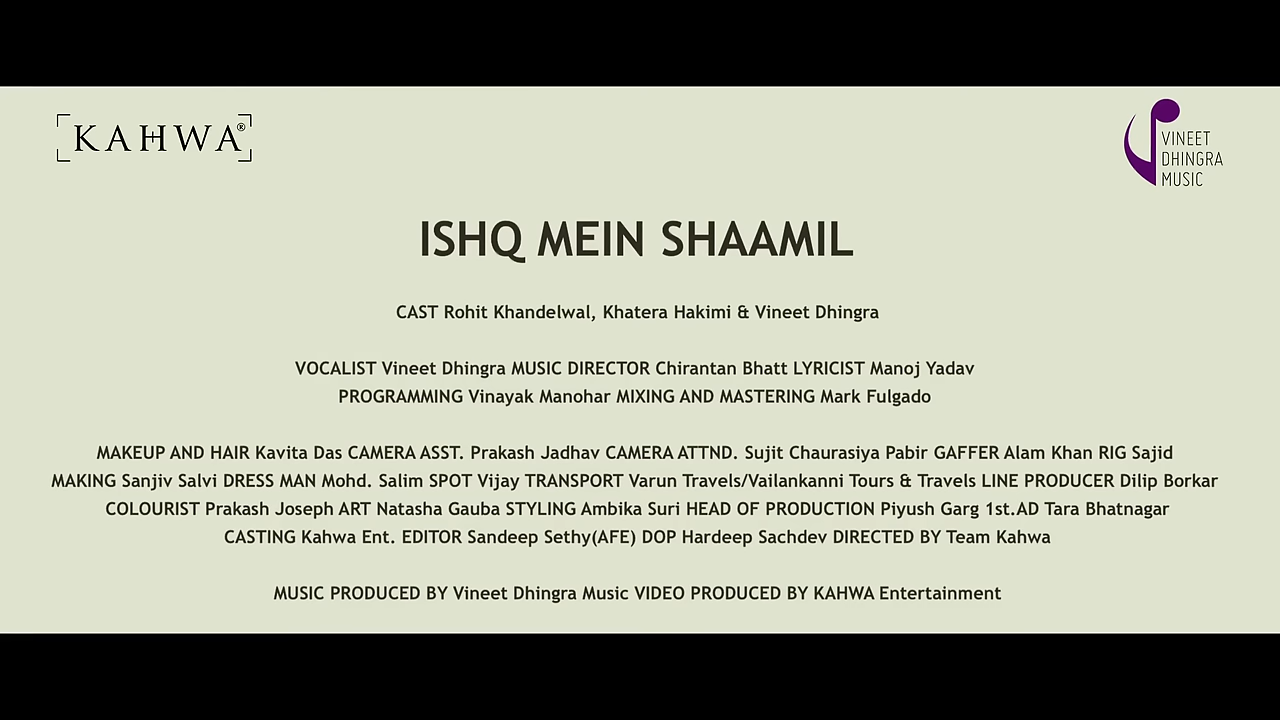 KAHWA®
VINEET
DHINGRA
MUSIC
ISHQ MEIN SHAAMIL
CAST Rohit Khandelwal, Khatera Hakimi & Vineet Dhingra
VOCALIST Vineet Dhingra MUSIC DIRECTOR Chirantan Bhatt LYRICIST Manoj Yadav
PROGRAMMING Vinayak Manohar MIXING AND MASTERING Mark Fulgado
MAKEUP AND HAIR Kavita Das CAMERA ASST. Prakash Jadhav CAMERA ATTND. Sujit Chaurasiya Pabir GAFFER Alam Khan RIG Sajid
MAKING Sanjiv Salvi DRESS MAN Mohd. Salim SPOT Vijay TRANSPORT Varun Travels/Vailankanni Tours & Travels LINE PRODUCER Dilip Borkar
COLOURIST Prakash Joseph ART Natasha Gauba STYLING Ambika Suri HEAD OF PRODUCTION Piyush Garg 1st.AD Tara Bhatnagar
CASTING Kahwa Ent. EDITOR Sandeep Sethy(AFE) DOP Hardeep Sachdev DIRECTED BY Team Kahwa
MUSIC PRODUCED BY Vineet Dhingra Music VIDEO PRODUCED BY KAHWA Entertainment